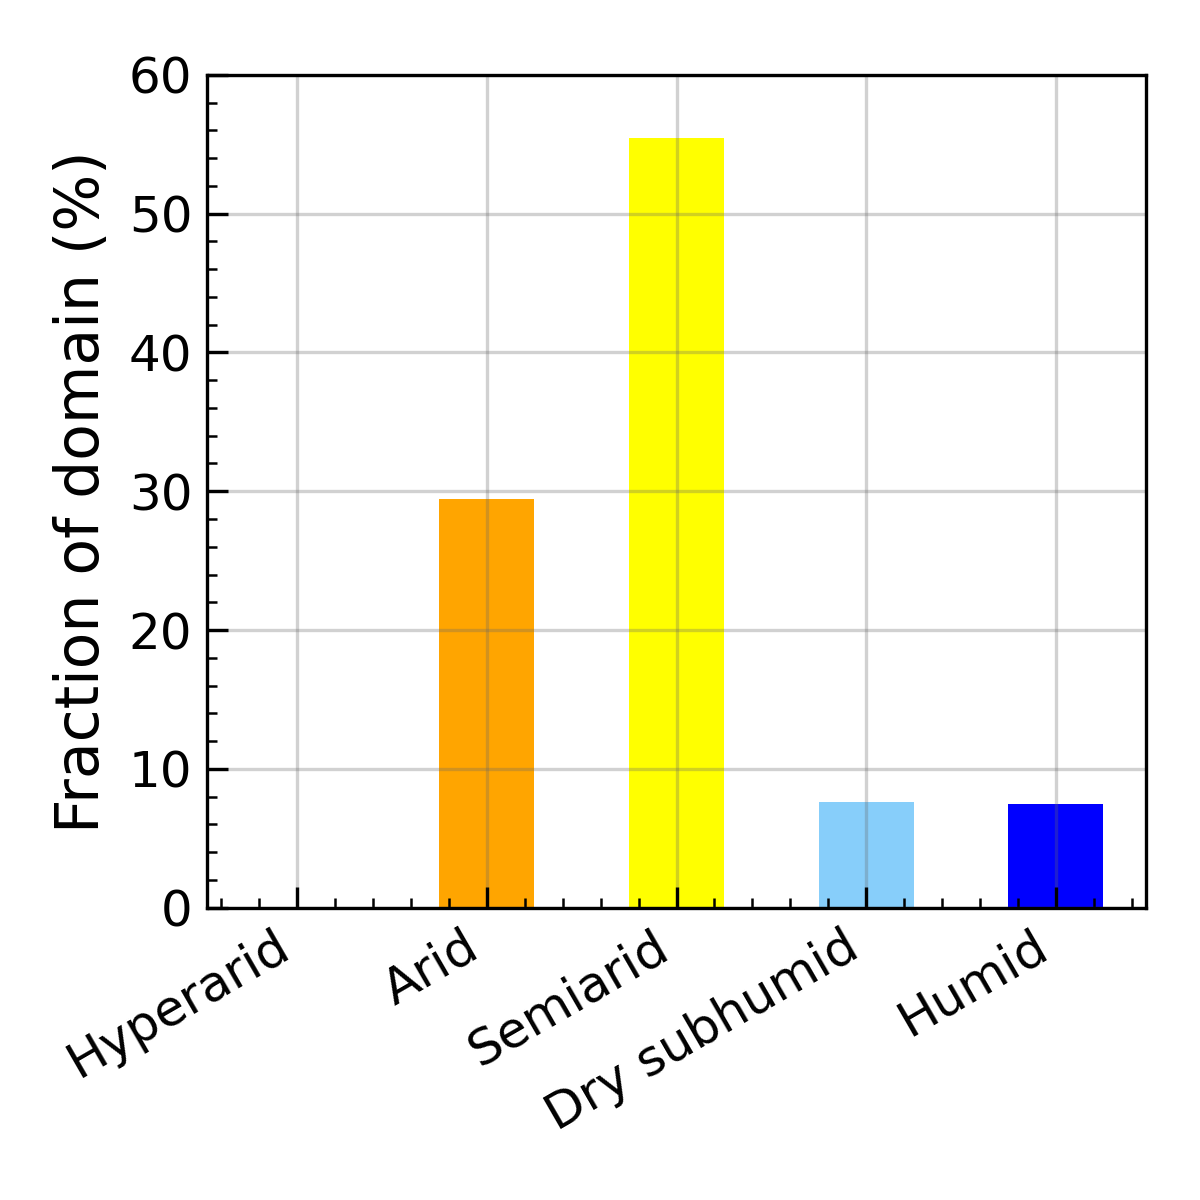 60
50
40
30
20
10
0
Fraction of domain (%)
Hyperarid
Arid
Semiarid
Dry subhumid
Humid